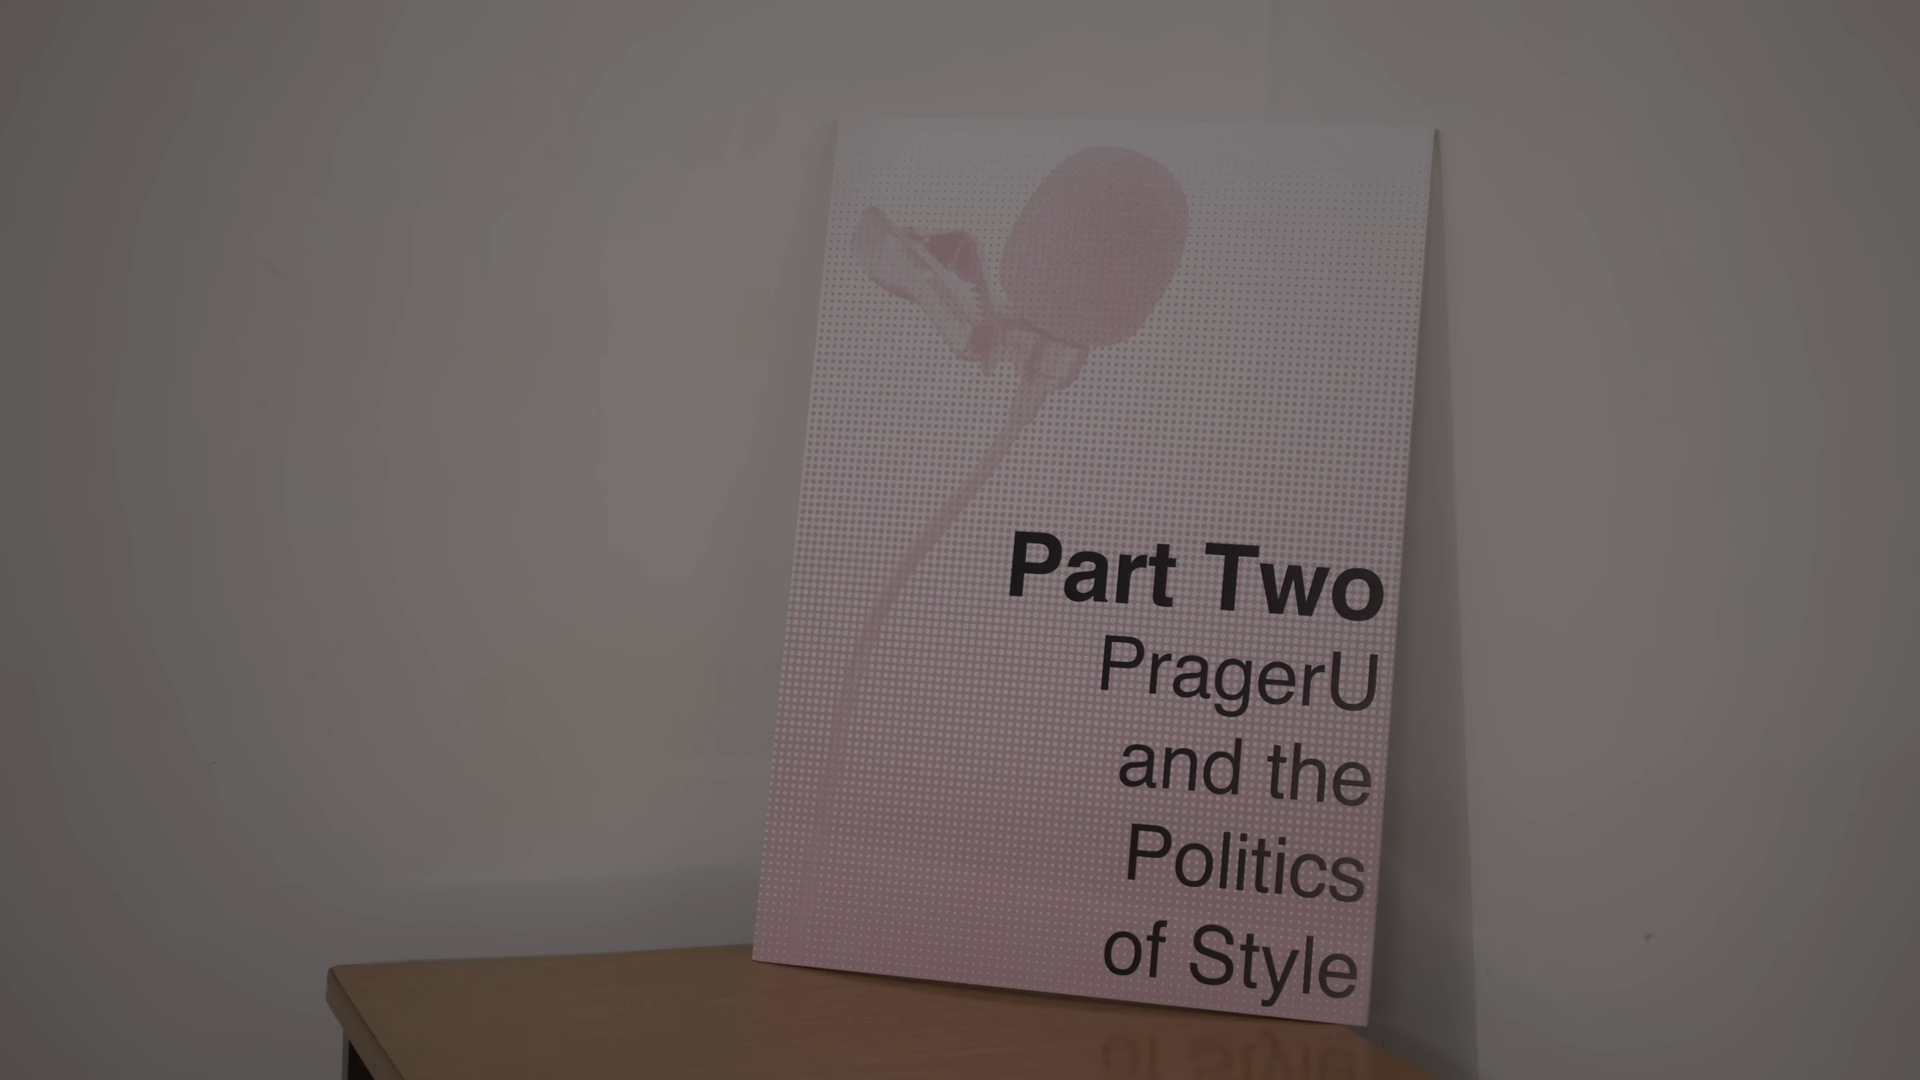 Part Two
PragerU
and the
Politics
of Style